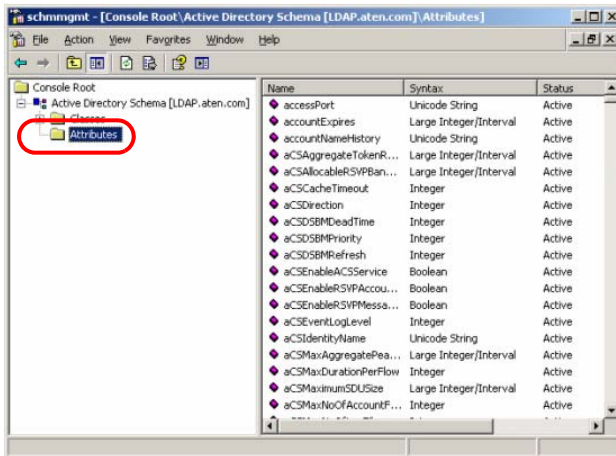 schmmgmt - [Console Root\Active Directory Schema [LDAP.aten.com]\Attributes]
File Action View Favorites Window Help
Console Root
Active Directory Schema [LDAP.aten.com]
Classes
Attributes
Name Syntax Status
accessPort Unicode String Active
accountExpires Large Integer/Interval Active
accountNameHistory Unicode String Active
aCSAggregateTokenR... Large Integer/Interval Active
aCSAllocableRSVPBan... Large Integer/Interval Active
aCSCacheTimeout Integer Active
aCSDirection Integer Active
aCSDSBMDeadTime Integer Active
aCSDSBMPriority Integer Active
aCSDSBMRefresh Integer Active
aCSEnableACSService Boolean Active
aCSEnableRSVPAccou... Boolean Active
aCSEnableRSVPMessa... Boolean Active
aCSEventLogLevel Integer Active
aCSIdentityName Unicode String Active
aCSMaxAggregatePea... Large Integer/Interval Active
aCSMaxDurationPerFlow Integer Active
aCSMaximumSDUSize Large Integer/Interval Active
aCSMaxNoOfAccountF... Integer Active